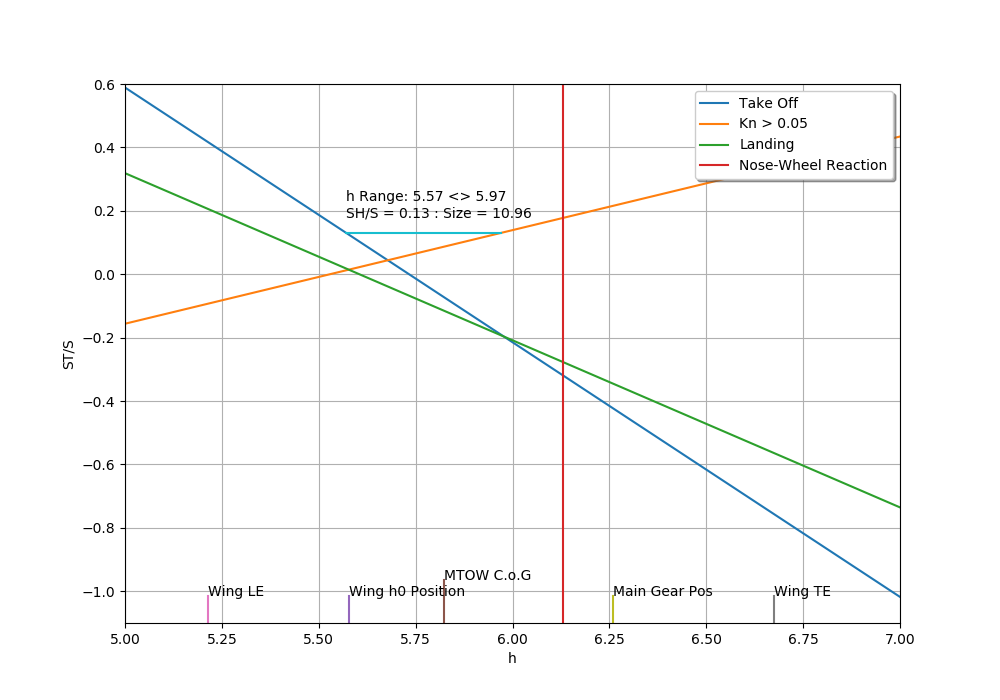 0.6
0.4
0.2
0.0
−0.2
−0.4
−0.6
−0.8
−1.0
ST/S
Take Off
Kn > 0.05
Landing
Nose-Wheel Reaction
h Range: 5.57 <> 5.97
SH/S = 0.13 : Size = 10.96
MTOW C.o.G
Wing LE
Wing h0 Position
Main Gear Pos
Wing TE
5.00 5.25 5.50 5.75 6.00 6.25 6.50 6.75 7.00
h